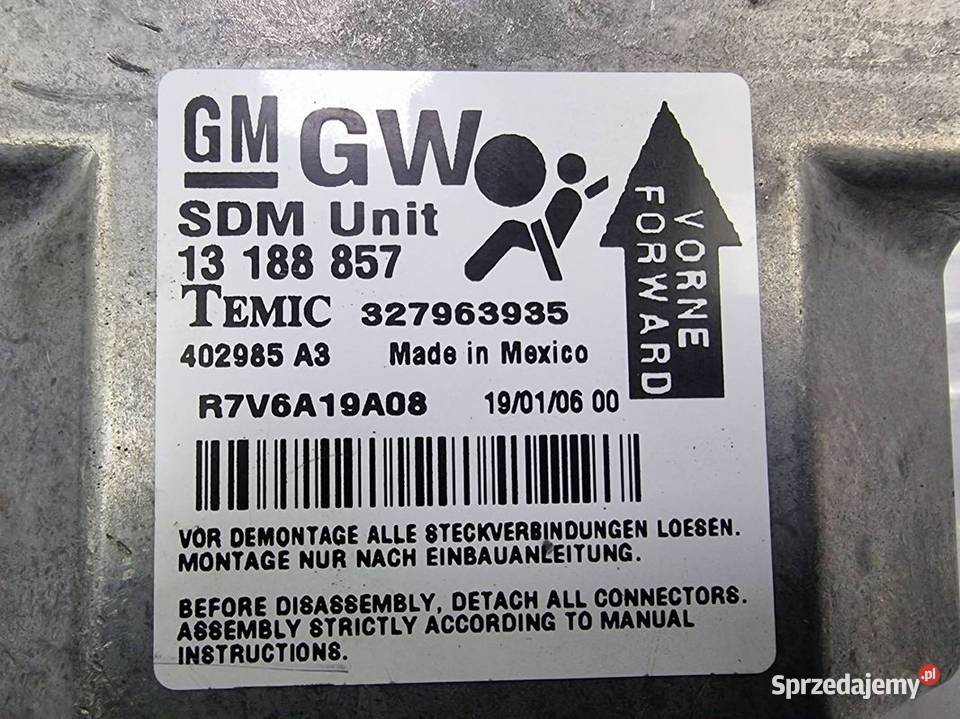 GM GW
SDM Unit
13 188 857
TEMIC 327963935
402985 A3 Made in Mexico
R7V6A19A08 19/01/06 00
VORNE
FORWARD
VOR DEMONTAGE ALLE STECKVERBINDUNGEN LOESEN.
MONTAGE NUR NACH EINBAUANLEITUNG.
BEFORE DISASSEMBLY, DETACH ALL CONNECTORS.
ASSEMBLY STRICTLY ACCORDING TO MANUAL
INSTRUCTIONS.
Sprzedajemy.pl